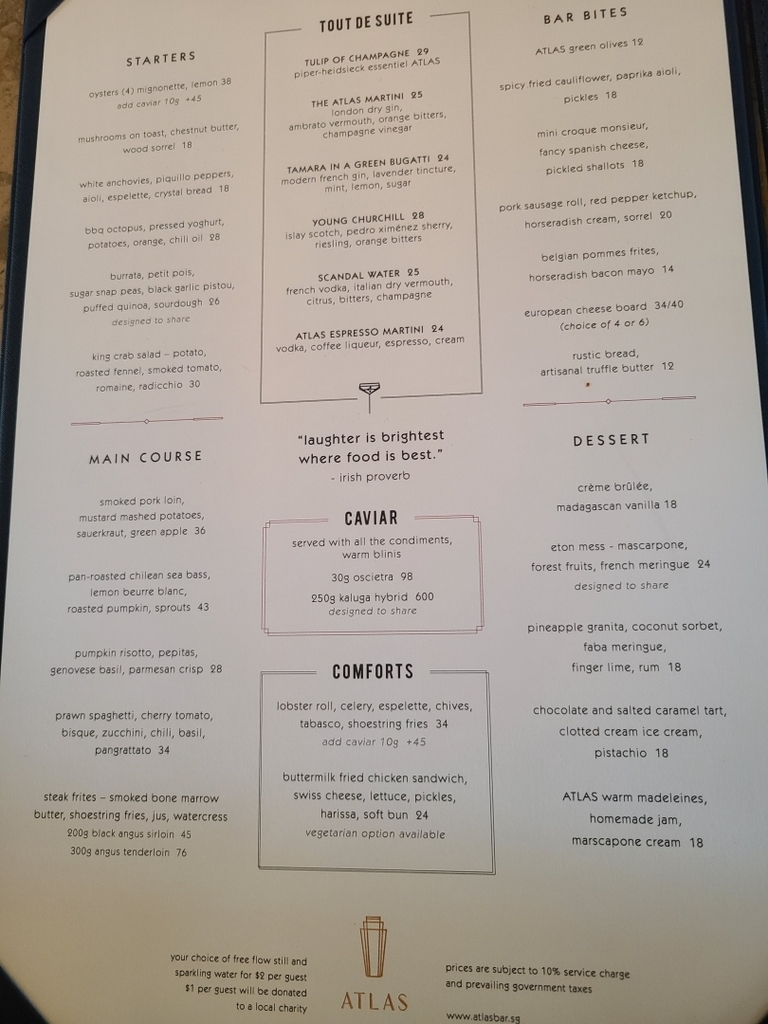 STARTERS
oysters (4) mignonette, lemon 38
add caviar 10g +45
mushrooms on toast, chestnut butter,
wood sorrel 18
white anchovies, piquillo peppers,
aioli, espelette, crystal bread 18
bbq octopus, pressed yoghurt,
potatoes, orange, chili oil 28
burrata, petit pois,
sugar snap peas, black garlic pistou,
puffed quinoa, sourdough 26
designed to share
king crab salad – potato,
roasted fennel, smoked tomato,
romaine, radicchio 30
MAIN COURSE
smoked pork loin,
mustard mashed potatoes,
sauerkraut, green apple 36
pan-roasted chilean sea bass,
lemon beurre blanc,
roasted pumpkin, sprouts 43
pumpkin risotto, pepitas,
genovese basil, parmesan crisp 28
prawn spaghetti, cherry tomato,
bisque, zucchini, chili, basil,
pangrattato 34
steak frites – smoked bone marrow
butter, shoestring fries, jus, watercress
200g black angus sirloin 45
300g angus tenderloin 76
TOUT DE SUITE
TULIP OF CHAMPAGNE 29
piper-heidsieck essentiel ATLAS
THE ATLAS MARTINI 25
london dry gin,
ambrato vermouth, orange bitters,
champagne vinegar
TAMARA IN A GREEN BUGATTI 24
modern french gin, lavender tincture,
mint, lemon, sugar
YOUNG CHURCHILL 28
islay scotch, pedro ximénez sherry,
riesling, orange bitters
SCANDAL WATER 25
french vodka, italian dry vermouth,
citrus, bitters, champagne
ATLAS ESPRESSO MARTINI 24
vodka, coffee liqueur, espresso, cream
"laughter is brightest
where food is best."
- irish proverb
CAVIAR
served with all the condiments,
warm blinis
30g oscietra 98
250g kaluga hybrid 600
designed to share
COMFORTS
lobster roll, celery, espelette, chives,
tabasco, shoestring fries 34
add caviar 10g +45
buttermilk fried chicken sandwich,
swiss cheese, lettuce, pickles,
harissa, soft bun 24
vegetarian option available
BAR BITES
ATLAS green olives 12
spicy fried cauliflower, paprika aioli,
pickles 18
mini croque monsieur,
fancy spanish cheese,
pickled shallots 18
pork sausage roll, red pepper ketchup,
horseradish cream, sorrel 20
belgian pommes frites,
horseradish bacon mayo 14
european cheese board 34/40
(choice of 4 or 6)
rustic bread,
artisanal truffle butter 12
DESSERT
crème brûlée,
madagascan vanilla 18
eton mess - mascarpone,
forest fruits, french meringue 24
designed to share
pineapple granita, coconut sorbet,
faba meringue,
finger lime, rum 18
chocolate and salted caramel tart,
clotted cream ice cream,
pistachio 18
ATLAS warm madeleines,
homemade jam,
marscapone cream 18
your choice of free flow still and
sparkling water for $2 per guest
$1 per guest will be donated
to a local charity
ATLAS
prices are subject to 10% service charge
and prevailing government taxes
www.atlasbar.sg